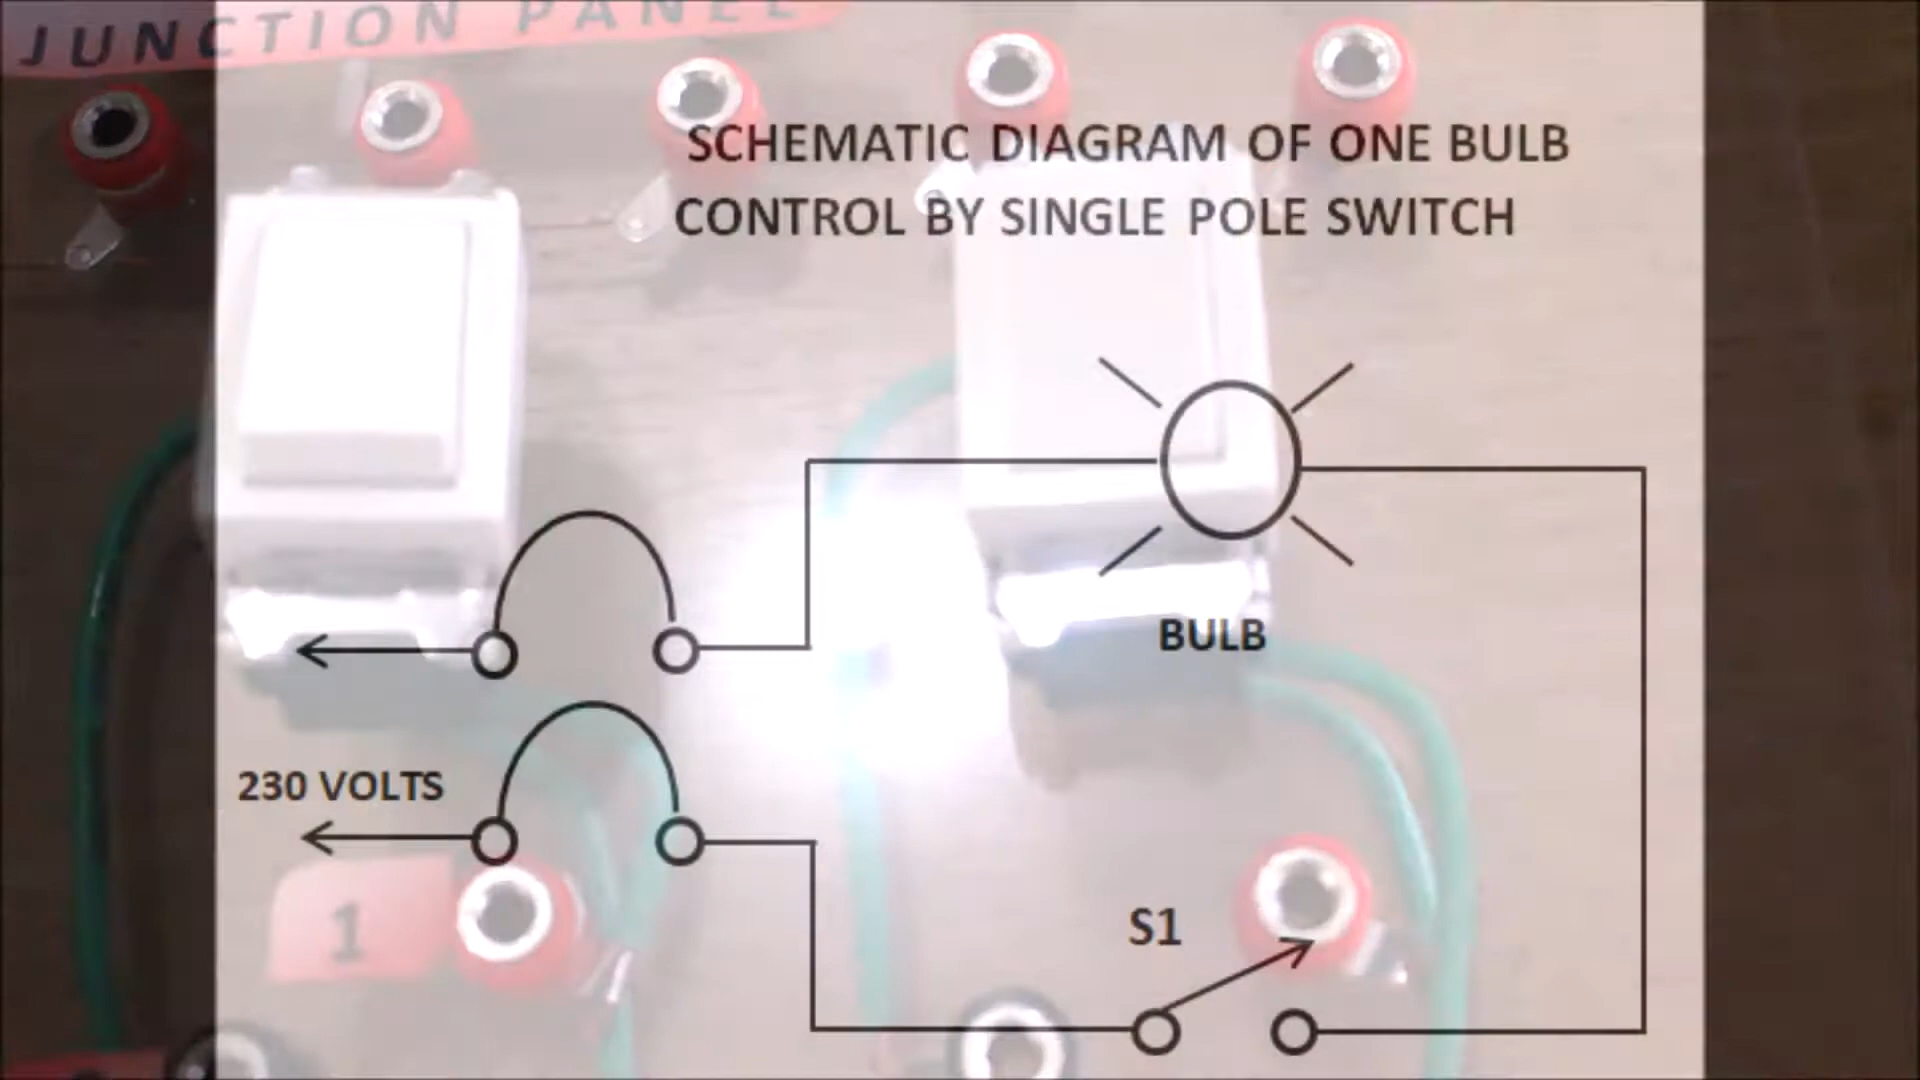 JUNCTION PANEL
SCHEMATIC DIAGRAM OF ONE BULB
CONTROL BY SINGLE POLE SWITCH
BULB
230 VOLTS
1
S1